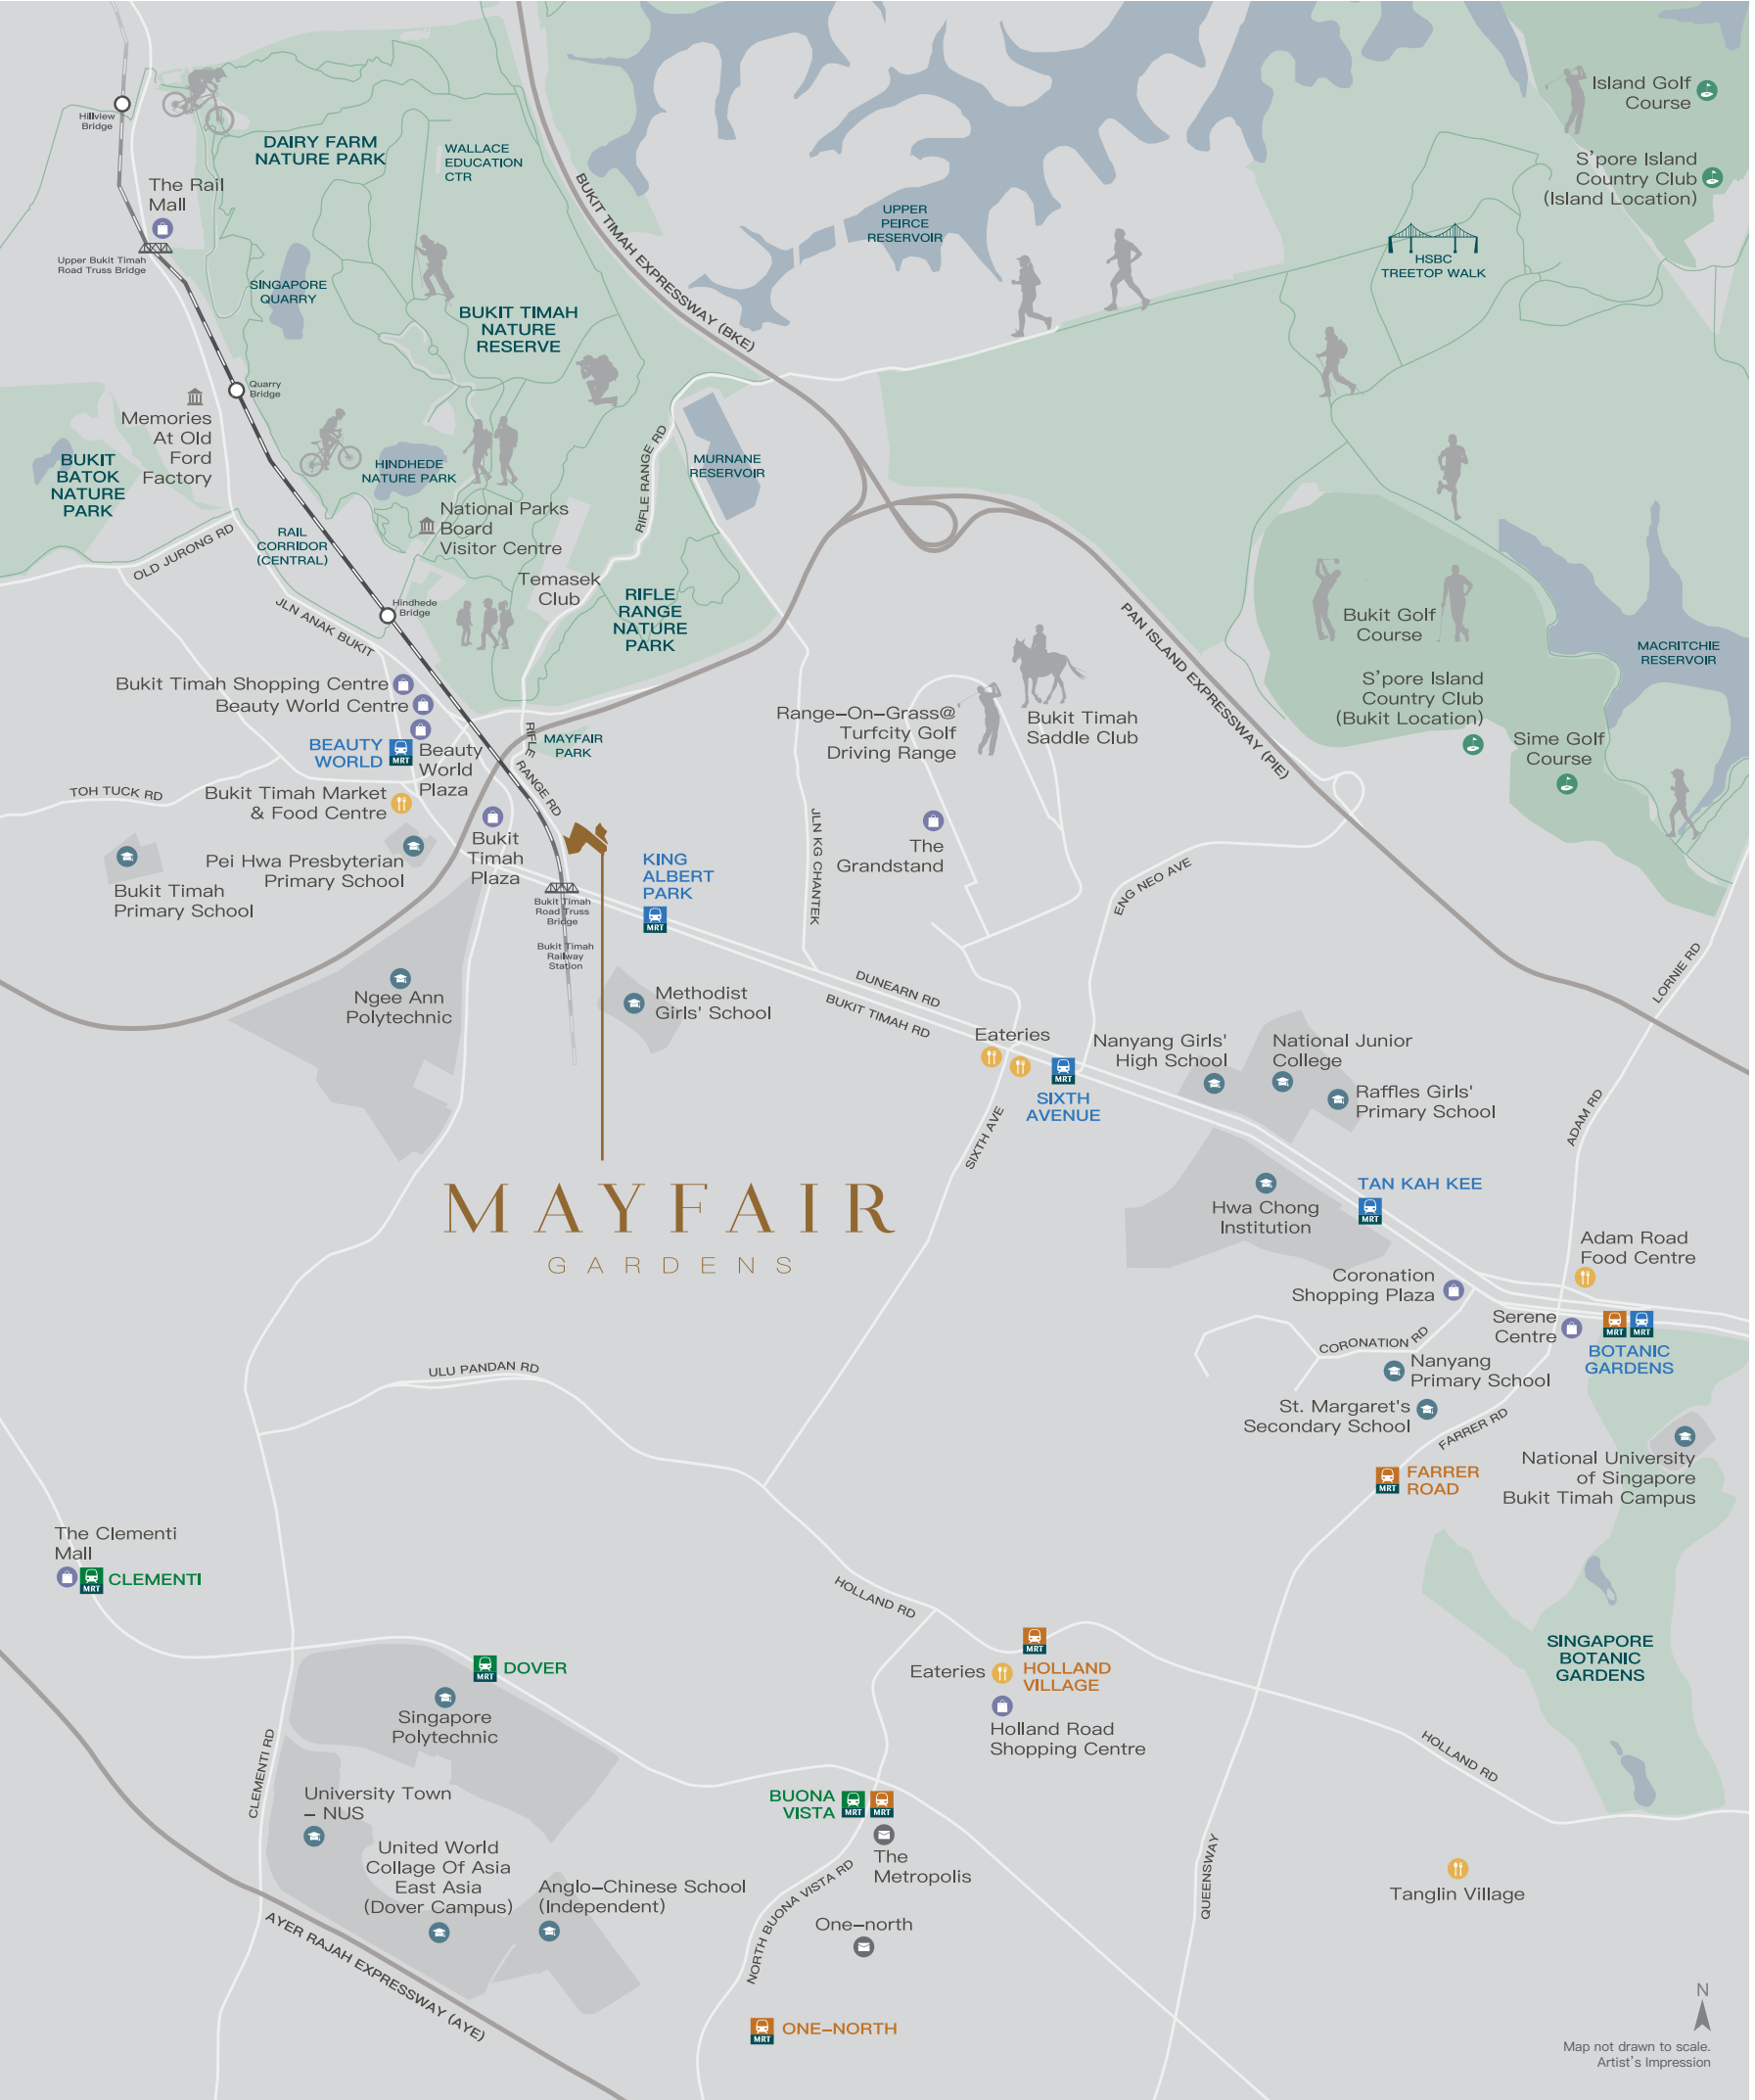 Hillview
Bridge
DAIRY FARM
NATURE PARK
WALLACE
EDUCATION
CTR
Island Golf
Course
S'pore Island
Country Club
(Island Location)
The Rail
Mall
Upper Bukit Timah
Road Truss Bridge
SINGAPORE
QUARRY
BUKIT TIMAH
NATURE
RESERVE
BUKIT TIMAH EXPRESSWAY (BKE)
UPPER
PEIRCE
RESERVOIR
HSBC
TREETOP WALK
Quarry
Bridge
Memories
At Old
Ford
Factory
BUKIT
BATOK
NATURE
PARK
HINDHEDE
NATURE PARK
RIFLE RANGE RD
MURNANE
RESERVOIR
National Parks
Board
Visitor Centre
OLD JURONG RD
RAIL
CORRIDOR
(CENTRAL)
Temasek
Club
RIFLE
RANGE
NATURE
PARK
Hindhede
Bridge
JLN ANAK BUKIT
PAN ISLAND EXPRESSWAY (PIE)
Bukit Golf
Course
MACRITCHIE
RESERVOIR
S'pore Island
Country Club
(Bukit Location)
Sime Golf
Course
Bukit Timah Shopping Centre
Beauty World Centre
BEAUTY
WORLD
MRT
Beauty
World
Plaza
RIFLE
RANGE RD
MAYFAIR
PARK
Range-On-Grass@
Turfcity Golf
Driving Range
Bukit Timah
Saddle Club
TOH TUCK RD
Bukit Timah Market
& Food Centre
Bukit
Timah
Plaza
Pei Hwa Presbyterian
Primary School
Bukit Timah
Primary School
KING
ALBERT
PARK
MRT
JLN KG CHANTEK
The
Grandstand
ENG NEO AVE
Bukit Timah
Road Truss
Bridge
Bukit Timah
Railway
Station
Ngee Ann
Polytechnic
Methodist
Girls' School
DUNEARN RD
BUKIT TIMAH RD
LORNIE RD
Eateries
MRT
SIXTH
AVENUE
Nanyang Girls'
High School
National Junior
College
Raffles Girls'
Primary School
SIXTH AVE
ADAM RD
MAYFAIR
GARDENS
Hwa Chong
Institution
TAN KAH KEE
MRT
Adam Road
Food Centre
Coronation
Shopping Plaza
Serene
Centre
MRT
MRT
BOTANIC
GARDENS
CORONATION RD
Nanyang
Primary School
ULU PANDAN RD
St. Margaret's
Secondary School
FARRER RD
MRT
FARRER
ROAD
National University
of Singapore
Bukit Timah Campus
The Clementi
Mall
MRT
CLEMENTI
HOLLAND RD
MRT
Eateries
HOLLAND
VILLAGE
Holland Road
Shopping Centre
SINGAPORE
BOTANIC
GARDENS
MRT
DOVER
Singapore
Polytechnic
CLEMENTI RD
HOLLAND RD
University Town
- NUS
BUONA
VISTA
MRT
MRT
The
Metropolis
United World
Collage Of Asia
East Asia
(Dover Campus)
Anglo-Chinese School
(Independent)
NORTH BUONA VISTA RD
QUEENSWAY
Tanglin Village
One-north
AYER RAJAH EXPRESSWAY (AYE)
MRT
ONE-NORTH
N
Map not drawn to scale.
Artist's Impression